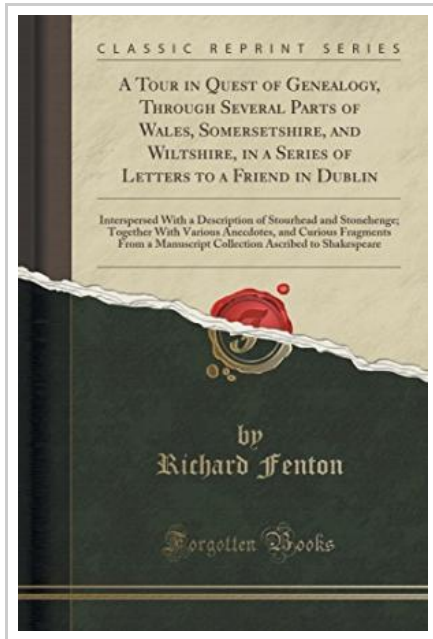 CLASSIC REPRINT SERIES
A TOUR IN QUEST OF GENEALOGY,
THROUGH SEVERAL PARTS OF
WALES, SOMERSETSHIRE, AND
WILTSHIRE, IN A SERIES OF
LETTERS TO A FRIEND IN DUBLIN
Interspersed With a Description of Stourhead and Stonehenge;
Together With Various Anecdotes, and Curious Fragments
From a Manuscript Collection Ascribed to Shakespeare
by
Richard Fenton
Forgotten Books